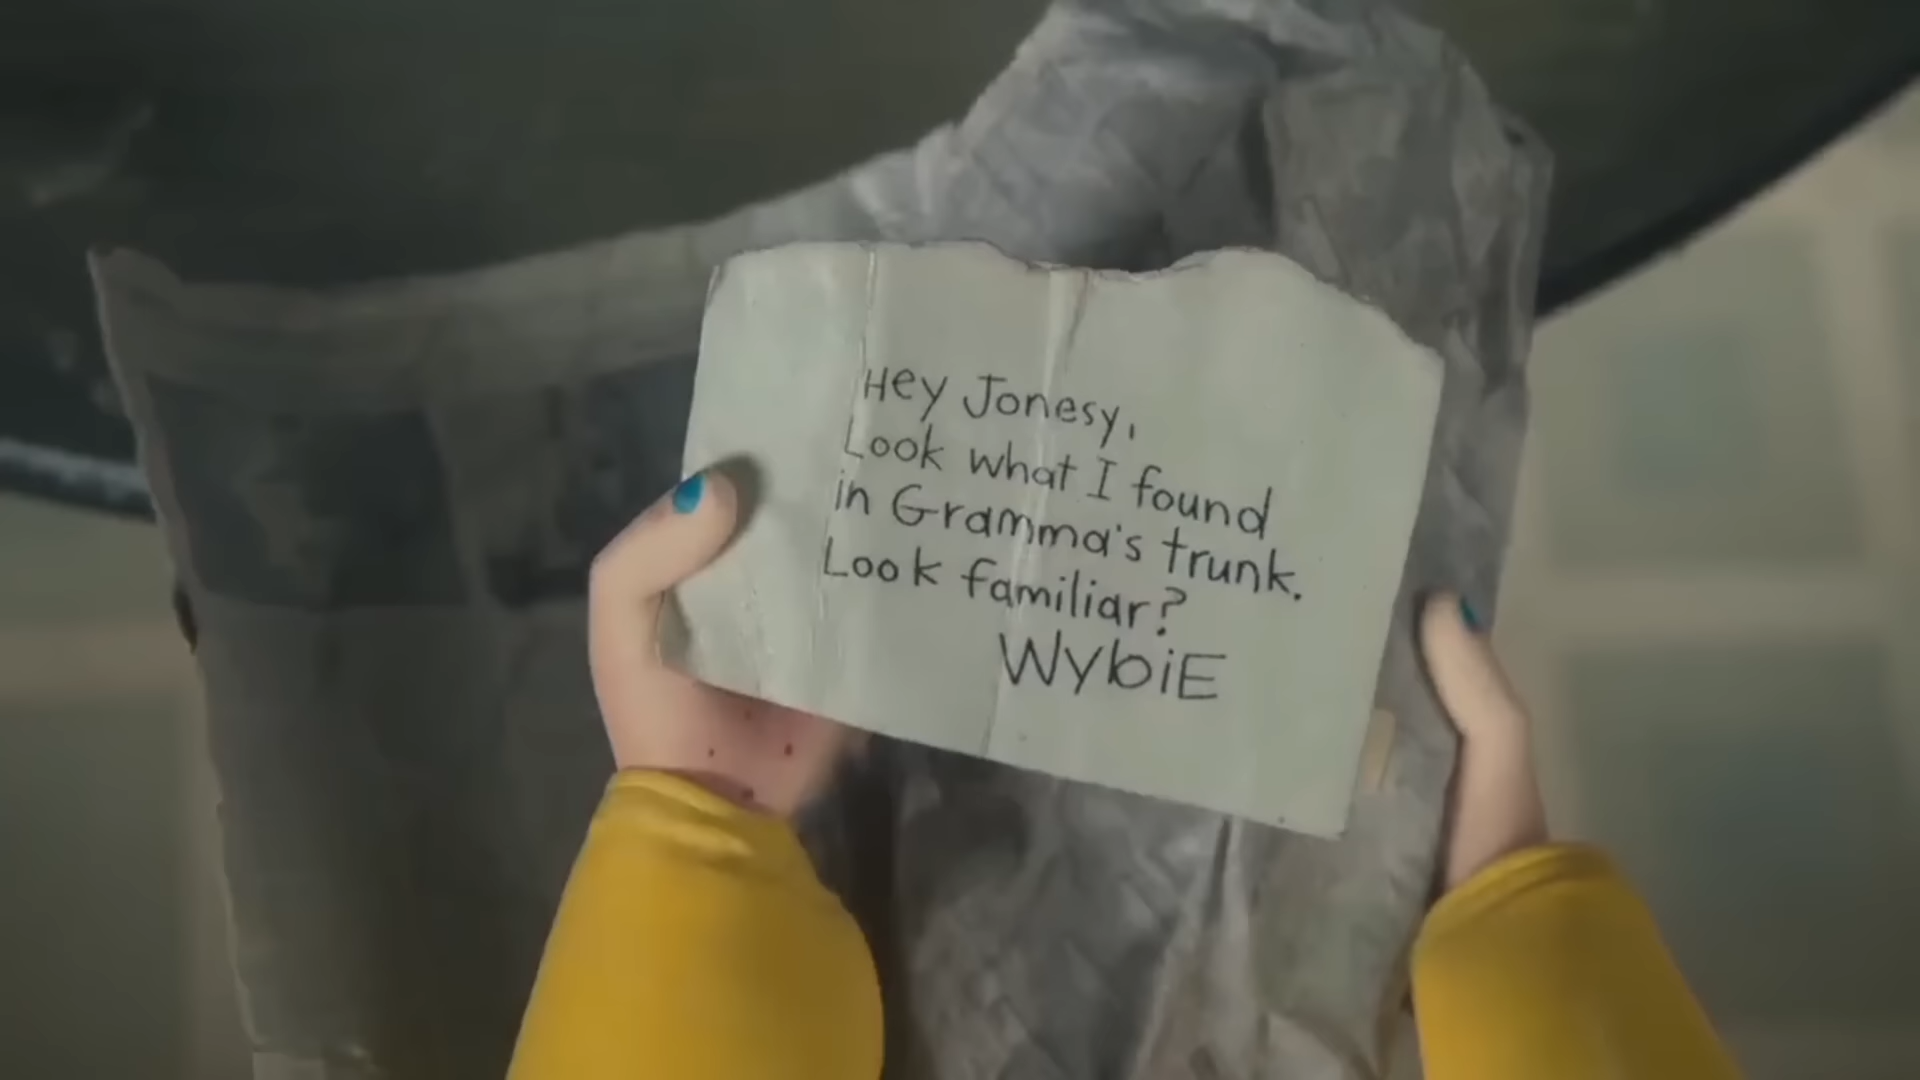 Hey Jonesy,
Look what I found
in Gramma's trunk.
Look familiar?
WybiE